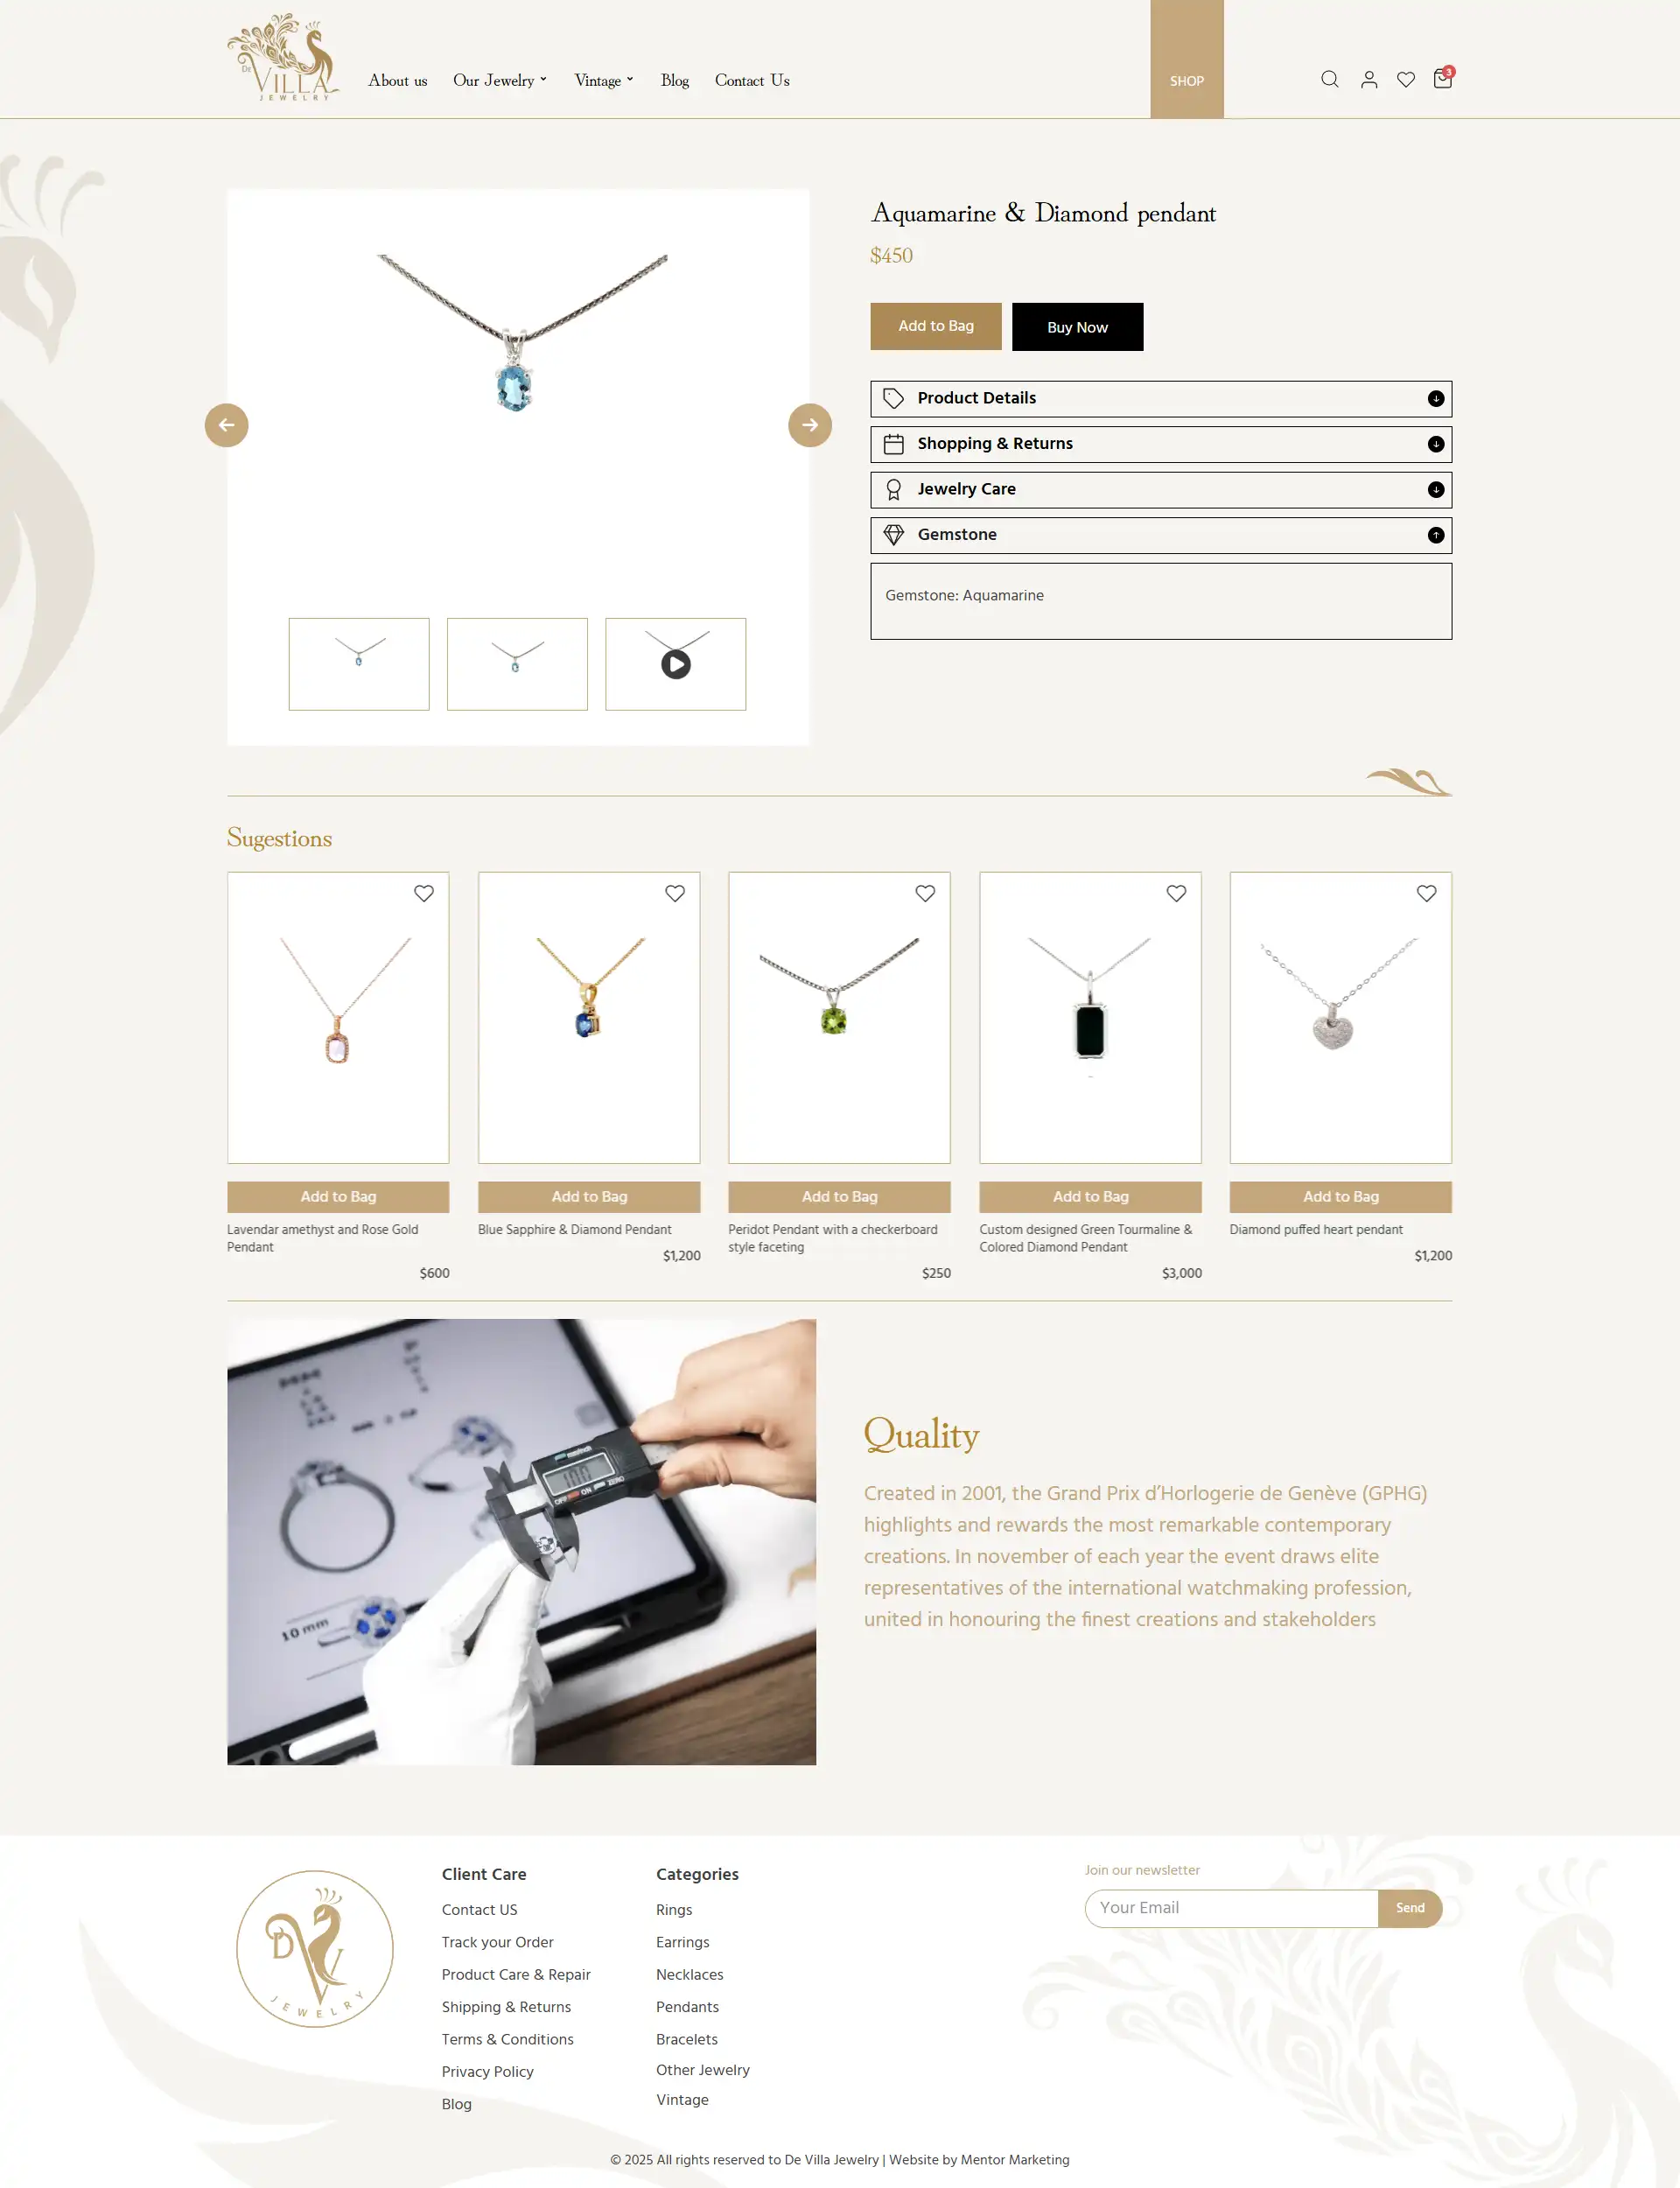 DE
VILLA
JEWELRY
About us
Our Jewelry
Vintage
Blog
Contact Us
SHOP
3
Aquamarine & Diamond pendant
$450
Add to Bag
Buy Now
Product Details
Shopping & Returns
Jewelry Care
Gemstone
Gemstone: Aquamarine
Sugestions
Add to Bag
Add to Bag
Add to Bag
Add to Bag
Add to Bag
Lavendar amethyst and Rose Gold
Pendant
$600
Blue Sapphire & Diamond Pendant
$1,200
Peridot Pendant with a checkerboard
style faceting
$250
Custom designed Green Tourmaline &
Colored Diamond Pendant
$3,000
Diamond puffed heart pendant
$1,200
10 mm
OFF ON ZERO
Quality
Created in 2001, the Grand Prix d’Horlogerie de Genève (GPHG)
highlights and rewards the most remarkable contemporary
creations. In november of each year the event draws elite
representatives of the international watchmaking profession,
united in honouring the finest creations and stakeholders
DV
JEWELRY
Client Care
Contact US
Track your Order
Product Care & Repair
Shipping & Returns
Terms & Conditions
Privacy Policy
Blog
Categories
Rings
Earrings
Necklaces
Pendants
Bracelets
Other Jewelry
Vintage
Join our newsletter
Your Email
Send
© 2025 All rights reserved to De Villa Jewelry | Website by Mentor Marketing